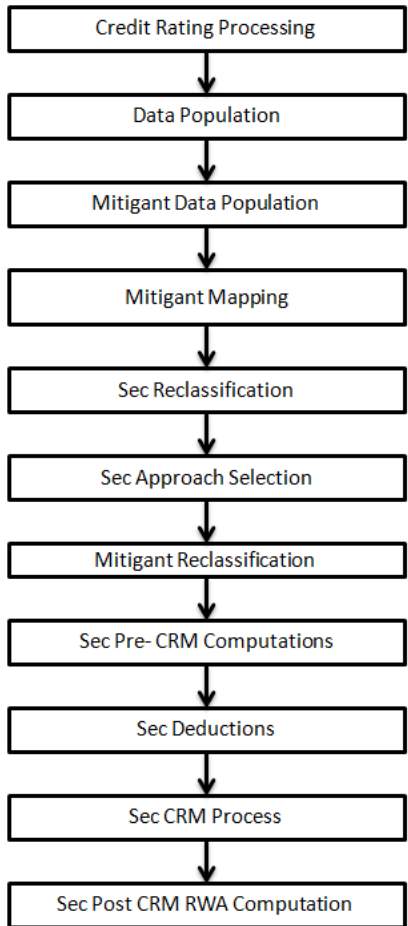 Credit Rating Processing
Data Population
Mitigant Data Population
Mitigant Mapping
Sec Reclassification
Sec Approach Selection
Mitigant Reclassification
Sec Pre- CRM Computations
Sec Deductions
Sec CRM Process
Sec Post CRM RWA Computation